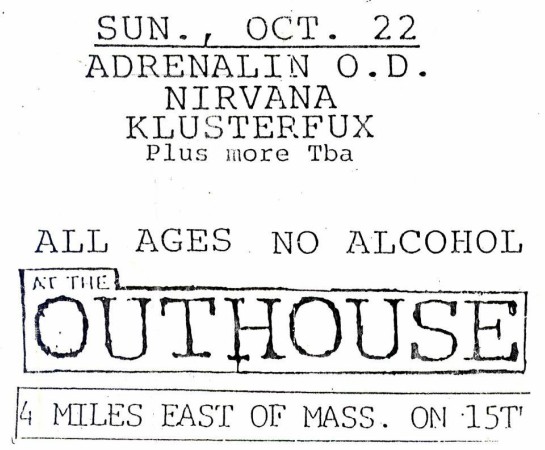 SUN., OCT. 22
ADRENALIN O.D.
NIRVANA
KLUSTERFUX
Plus more Tba
ALL AGES NO ALCOHOL
AT THE
OUTHOUSE
4 MILES EAST OF MASS. ON 15T'